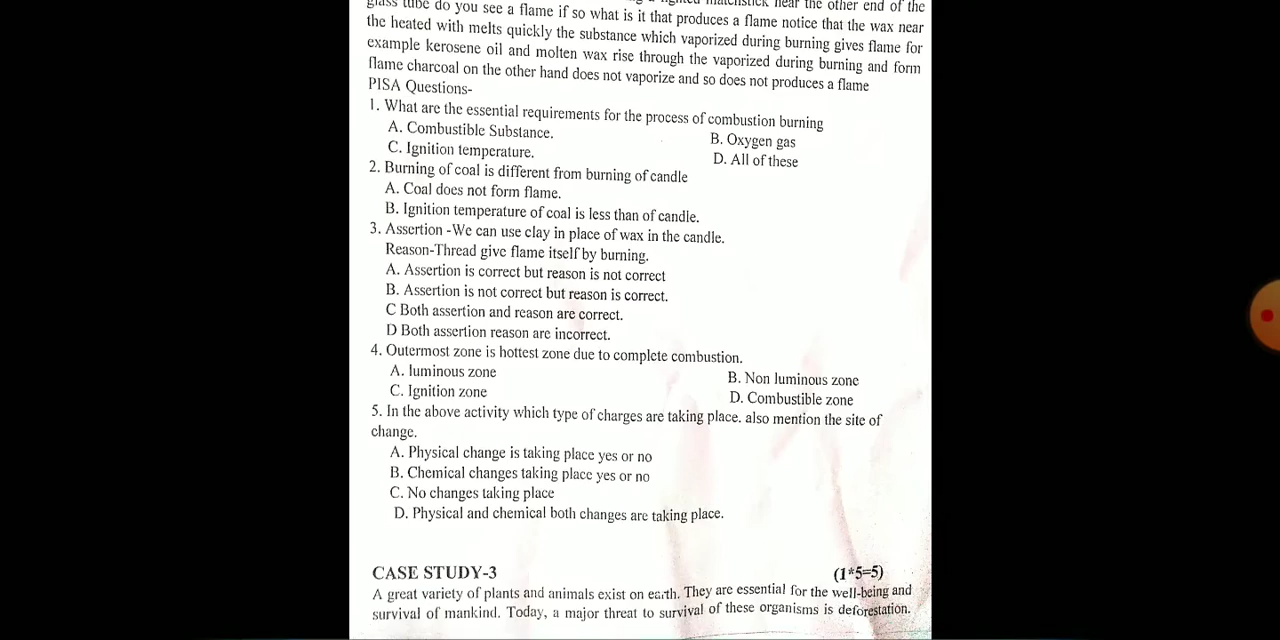 glass tube do you see a flame if so what is it that produces a flame notice that the wax near
the heated with melts quickly the substance which vaporized during burning gives flame for
example kerosene oil and molten wax rise through the vaporized during burning and form
flame charcoal on the other hand does not vaporize and so does not produces a flame
PISA Questions-
1. What are the essential requirements for the process of combustion burning
A. Combustible Substance. B. Oxygen gas
C. Ignition temperature. D. All of these
2. Burning of coal is different from burning of candle
A. Coal does not form flame.
B. Ignition temperature of coal is less than of candle.
3. Assertion -We can use clay in place of wax in the candle.
Reason-Thread give flame itself by burning.
A. Assertion is correct but reason is not correct
B. Assertion is not correct but reason is correct.
C Both assertion and reason are correct.
D Both assertion reason are incorrect.
4. Outermost zone is hottest zone due to complete combustion.
A. luminous zone B. Non luminous zone
C. Ignition zone D. Combustible zone
5. In the above activity which type of charges are taking place. also mention the site of
change.
A. Physical change is taking place yes or no
B. Chemical changes taking place yes or no
C. No changes taking place
D. Physical and chemical both changes are taking place.
CASE STUDY-3 (1*5=5)
A great variety of plants and animals exist on earth. They are essential for the well-being and
survival of mankind. Today, a major threat to survival of these organisms is deforestation.